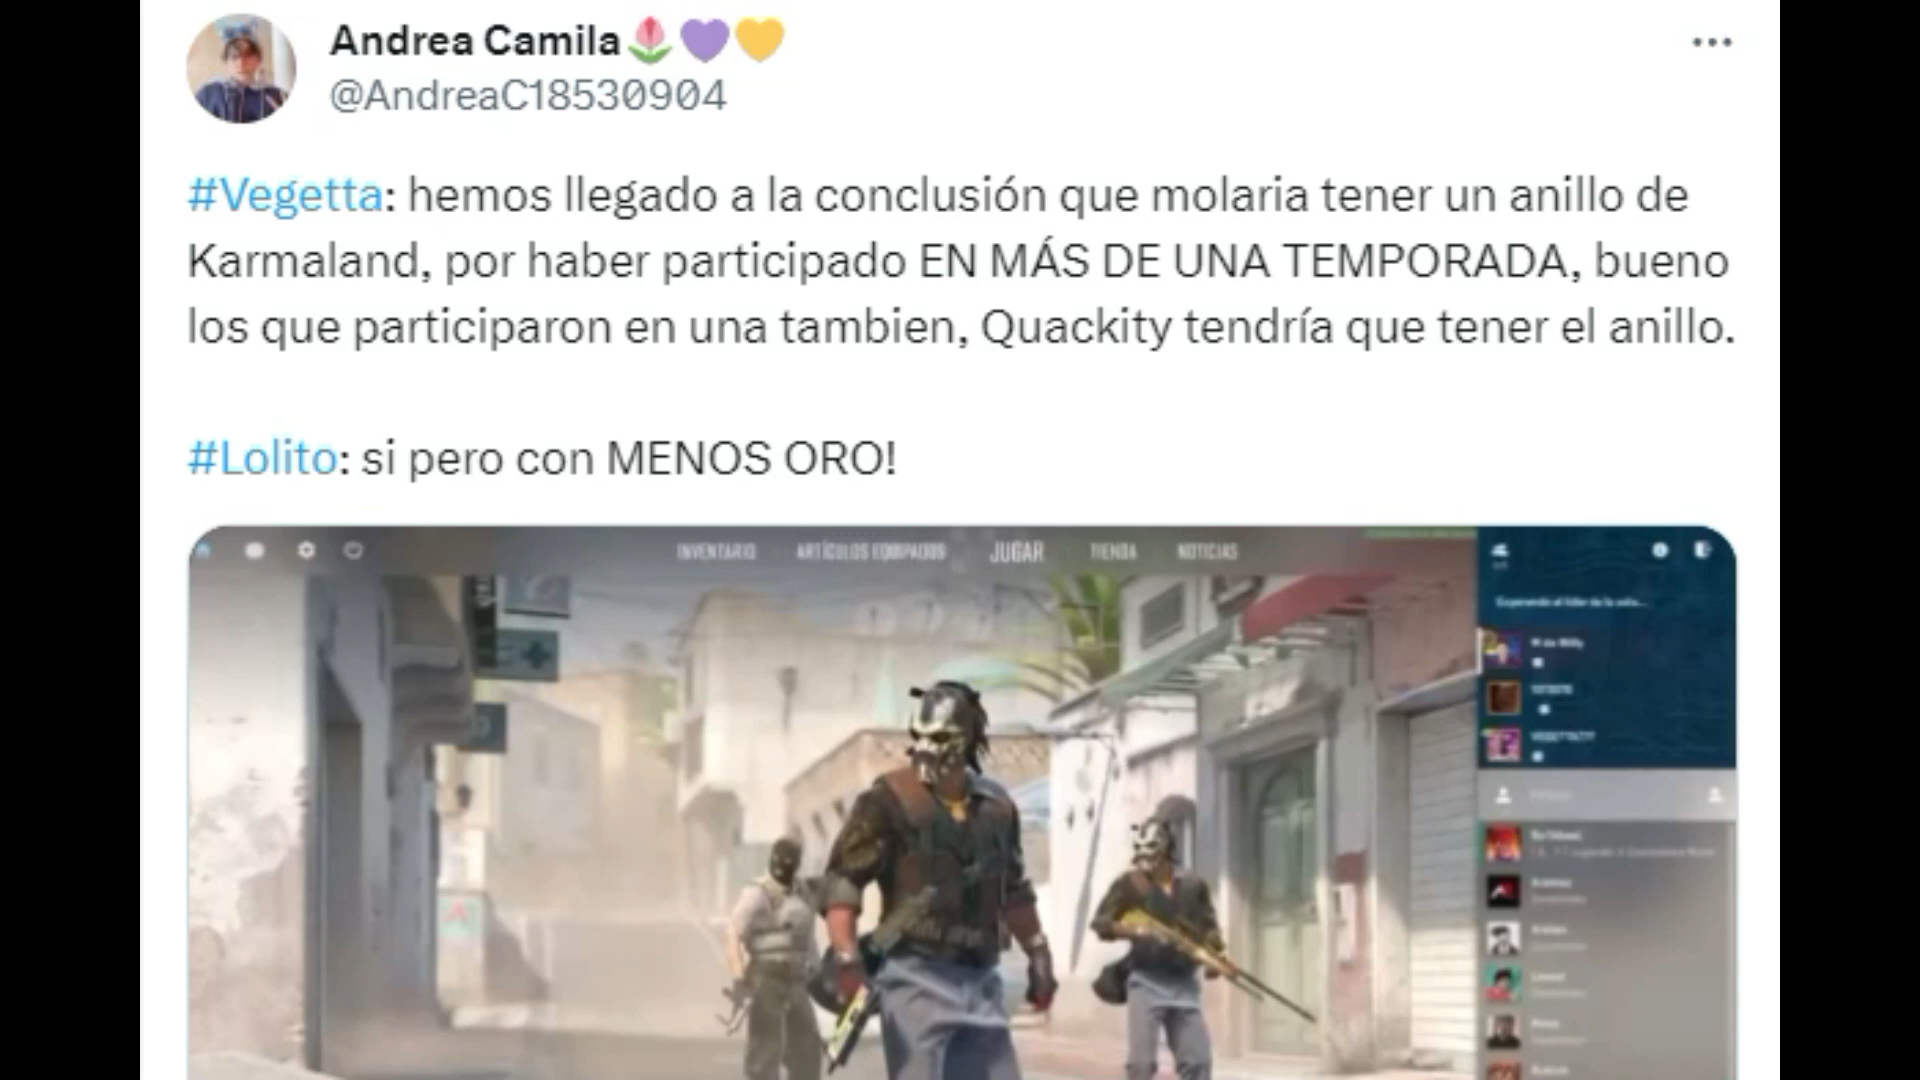 Andrea Camila🌷💜💛
@AndreaC18530904
#Vegetta: hemos llegado a la conclusión que molaria tener un anillo de
Karmaland, por haber participado EN MÁS DE UNA TEMPORADA, bueno
los que participaron en una tambien, Quackity tendría que tener el anillo.
#Lolito: si pero con MENOS ORO!
INVENTARIO ARTÍCULOS EQUIPADOS JUGAR TIENDA NOTICIAS